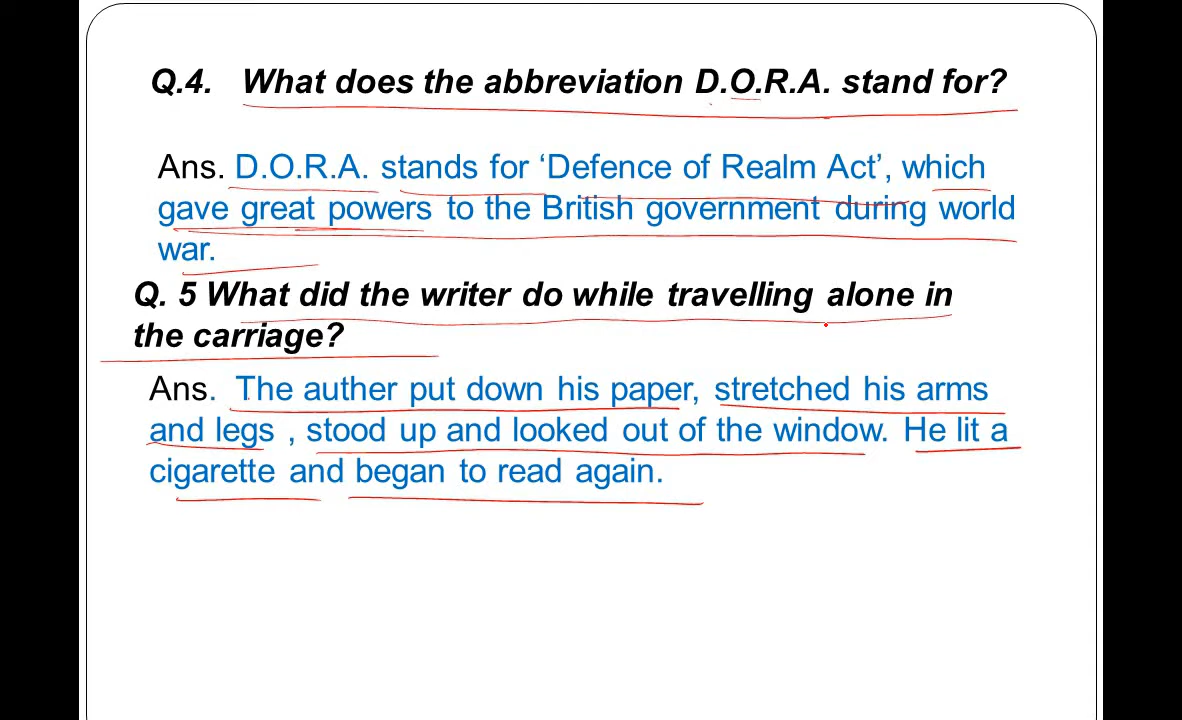 Q.4. What does the abbreviation D.O.R.A. stand for?
Ans. D.O.R.A. stands for ‘Defence of Realm Act’, which
gave great powers to the British government during world
war.
Q. 5 What did the writer do while travelling alone in
the carriage?
Ans. The auther put down his paper, stretched his arms
and legs , stood up and looked out of the window. He lit a
cigarette and began to read again.